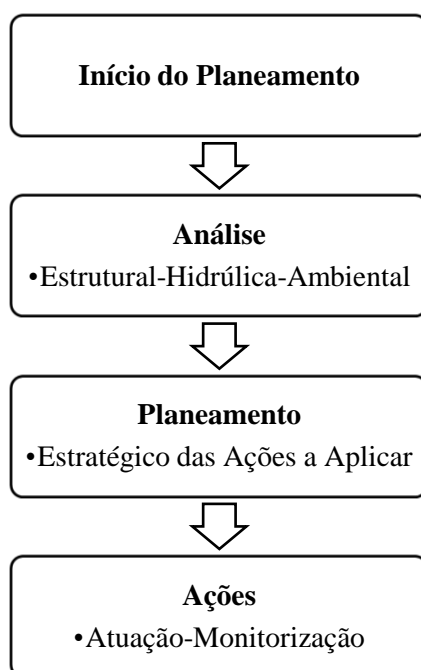 Início do Planeamento
Análise
•Estrutural-Hidrúlica-Ambiental
Planeamento
•Estratégico das Ações a Aplicar
Ações
•Atuação-Monitorização